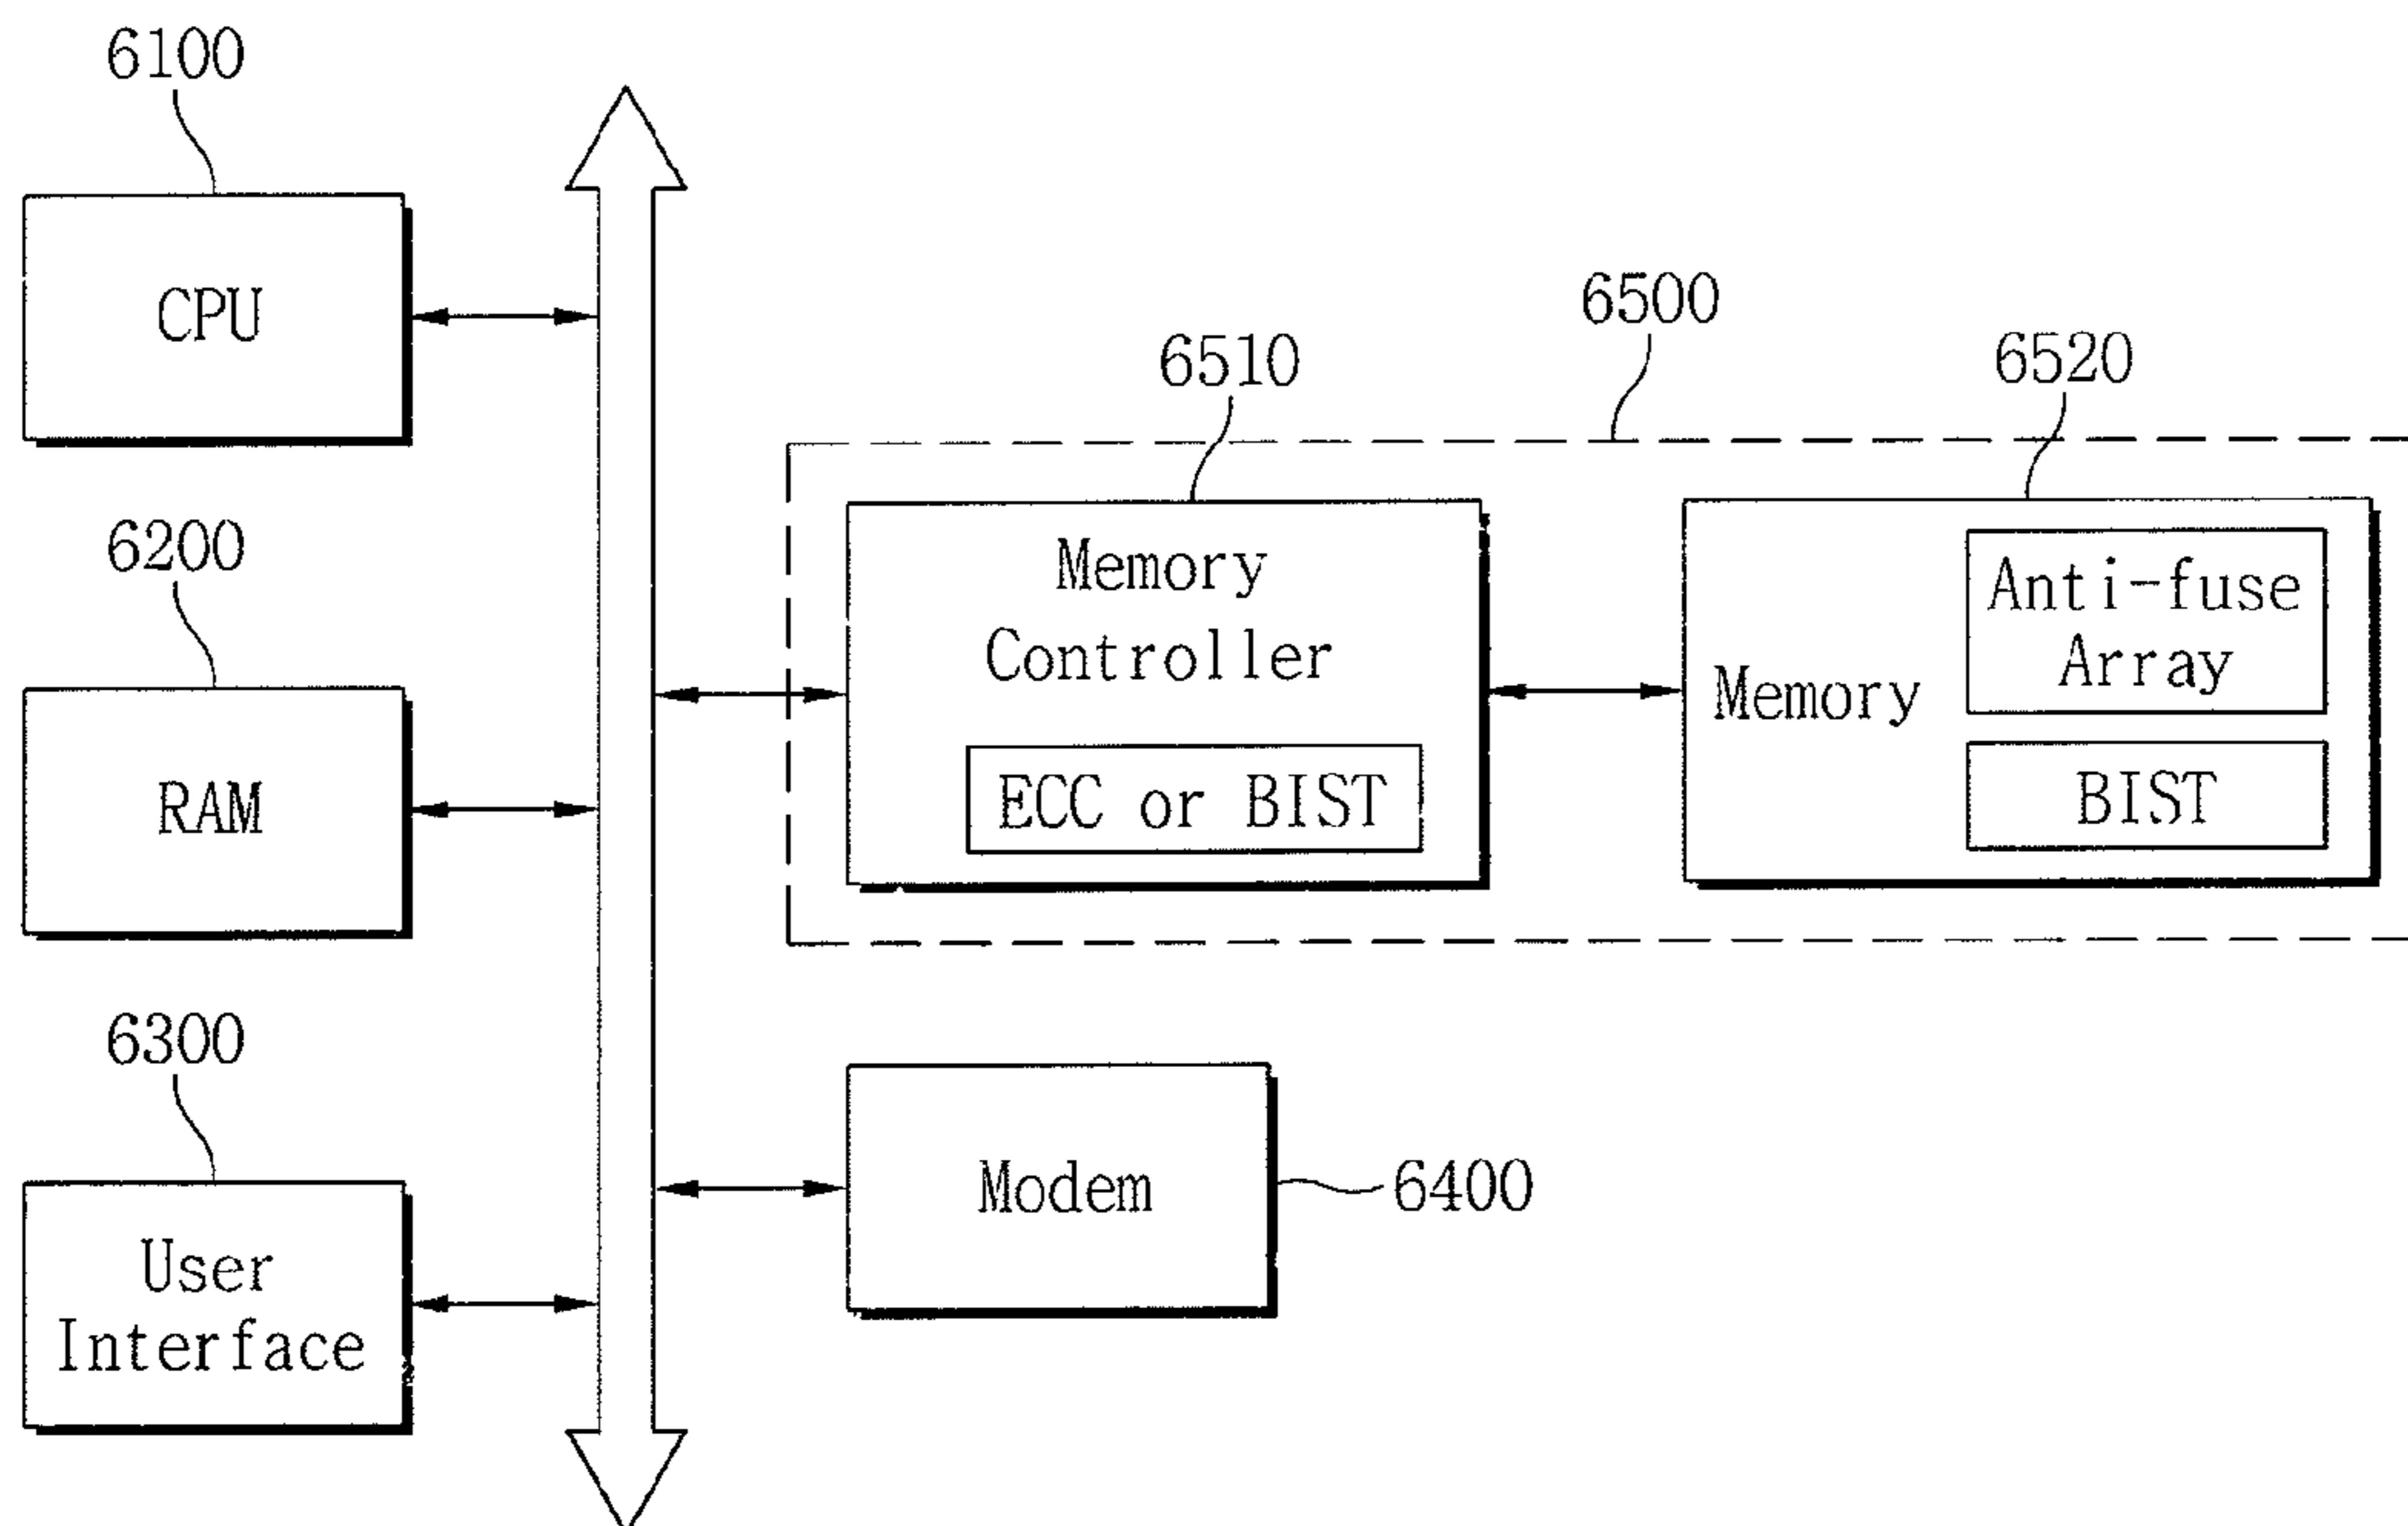 6100
CPU
6200
RAM
6300
User
Interface
6500
6510
Memory
Controller
ECC or BIST
6520
Memory
Anti-fuse
Array
BIST
Modem
6400